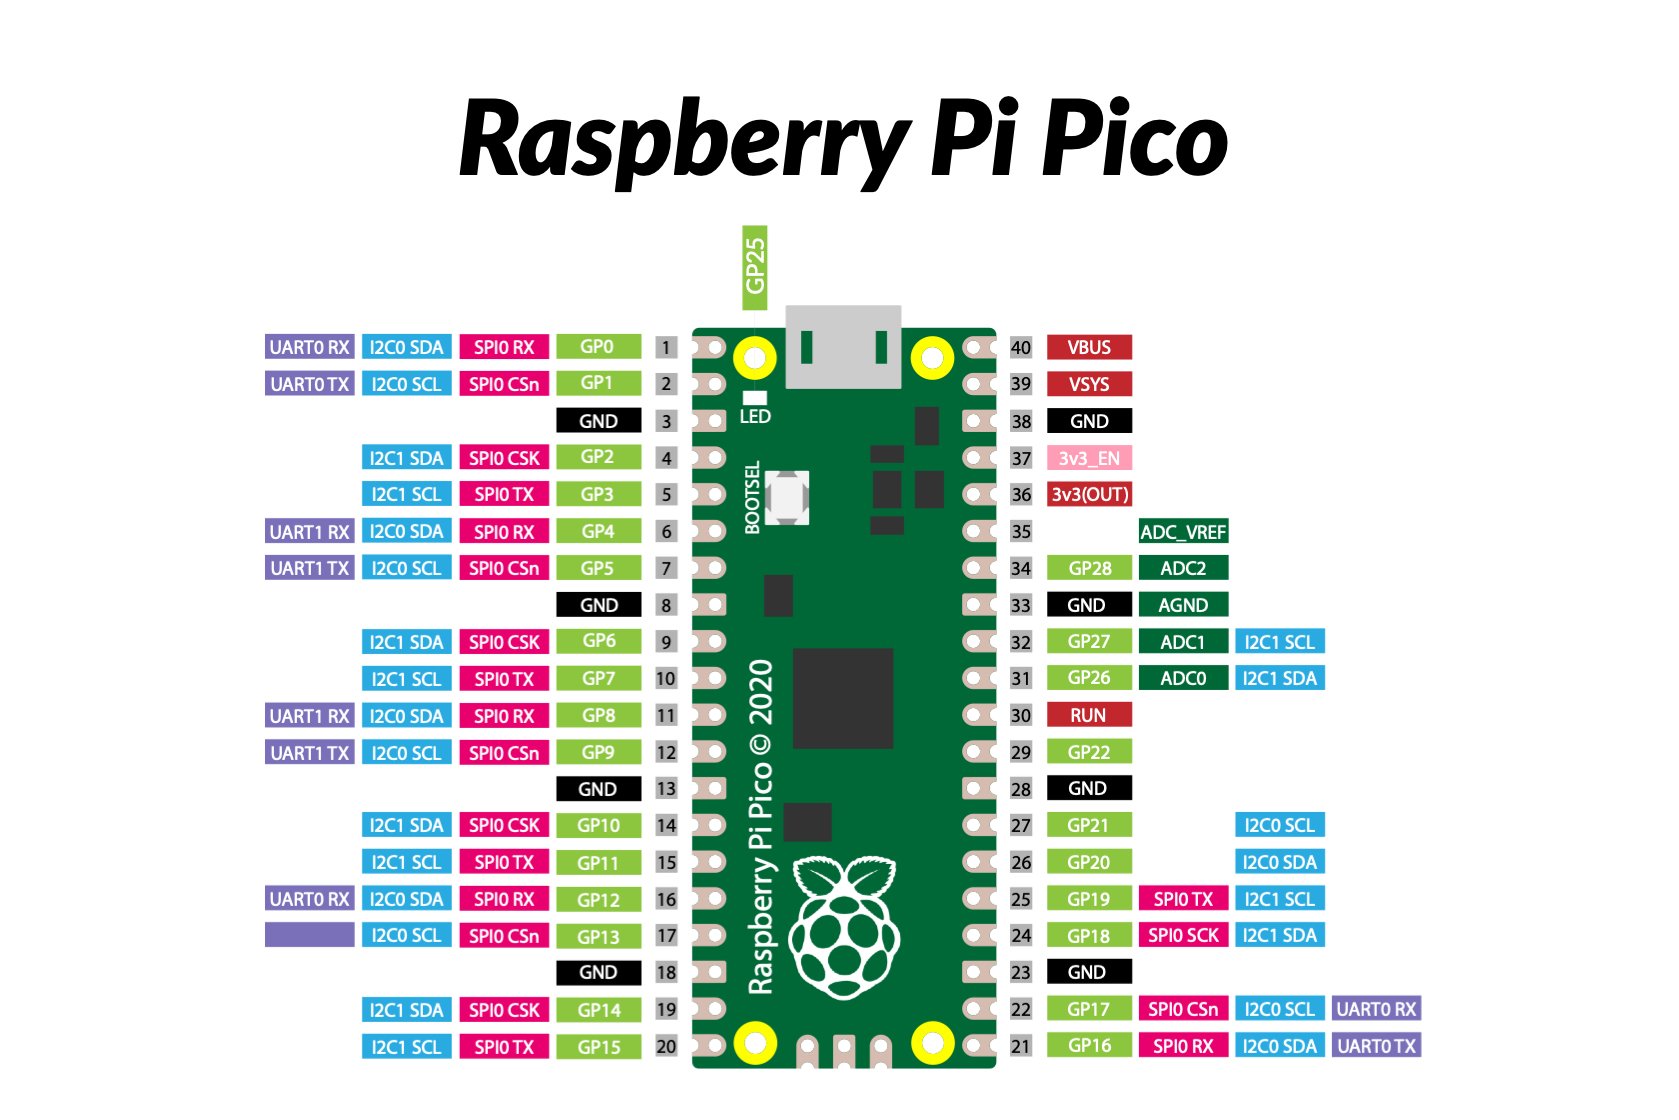 Raspberry Pi Pico
GP25
UART0 RX I2C0 SDA SPI0 RX GP0 1 40 VBUS
UART0 TX I2C0 SCL SPI0 CSn GP1 2 39 VSYS
LED
GND 3 38 GND
I2C1 SDA SPI0 CSK GP2 4 37 3v3_EN
I2C1 SCL SPI0 TX GP3 5 36 3v3(OUT)
BOOTSEL
UART1 RX I2C0 SDA SPI0 RX GP4 6 35 ADC_VREF
UART1 TX I2C0 SCL SPI0 CSn GP5 7 34 GP28 ADC2
GND 8 33 GND AGND
I2C1 SDA SPI0 CSK GP6 9 32 GP27 ADC1 I2C1 SCL
I2C1 SCL SPI0 TX GP7 10 31 GP26 ADC0 I2C1 SDA
UART1 RX I2C0 SDA SPI0 RX GP8 11 30 RUN
UART1 TX I2C0 SCL SPI0 CSn GP9 12 29 GP22
GND 13 28 GND
I2C1 SDA SPI0 CSK GP10 14 27 GP21 I2C0 SCL
I2C1 SCL SPI0 TX GP11 15 26 GP20 I2C0 SDA
UART0 RX I2C0 SDA SPI0 RX GP12 16 25 GP19 SPI0 TX I2C1 SCL
I2C0 SCL SPI0 CSn GP13 17 24 GP18 SPI0 SCK I2C1 SDA
GND 18 23 GND
I2C1 SDA SPI0 CSK GP14 19 22 GP17 SPI0 CSn I2C0 SCL UART0 RX
I2C1 SCL SPI0 TX GP15 20 21 GP16 SPI0 RX I2C0 SDA UART0 TX
Raspberry Pi Pico © 2020